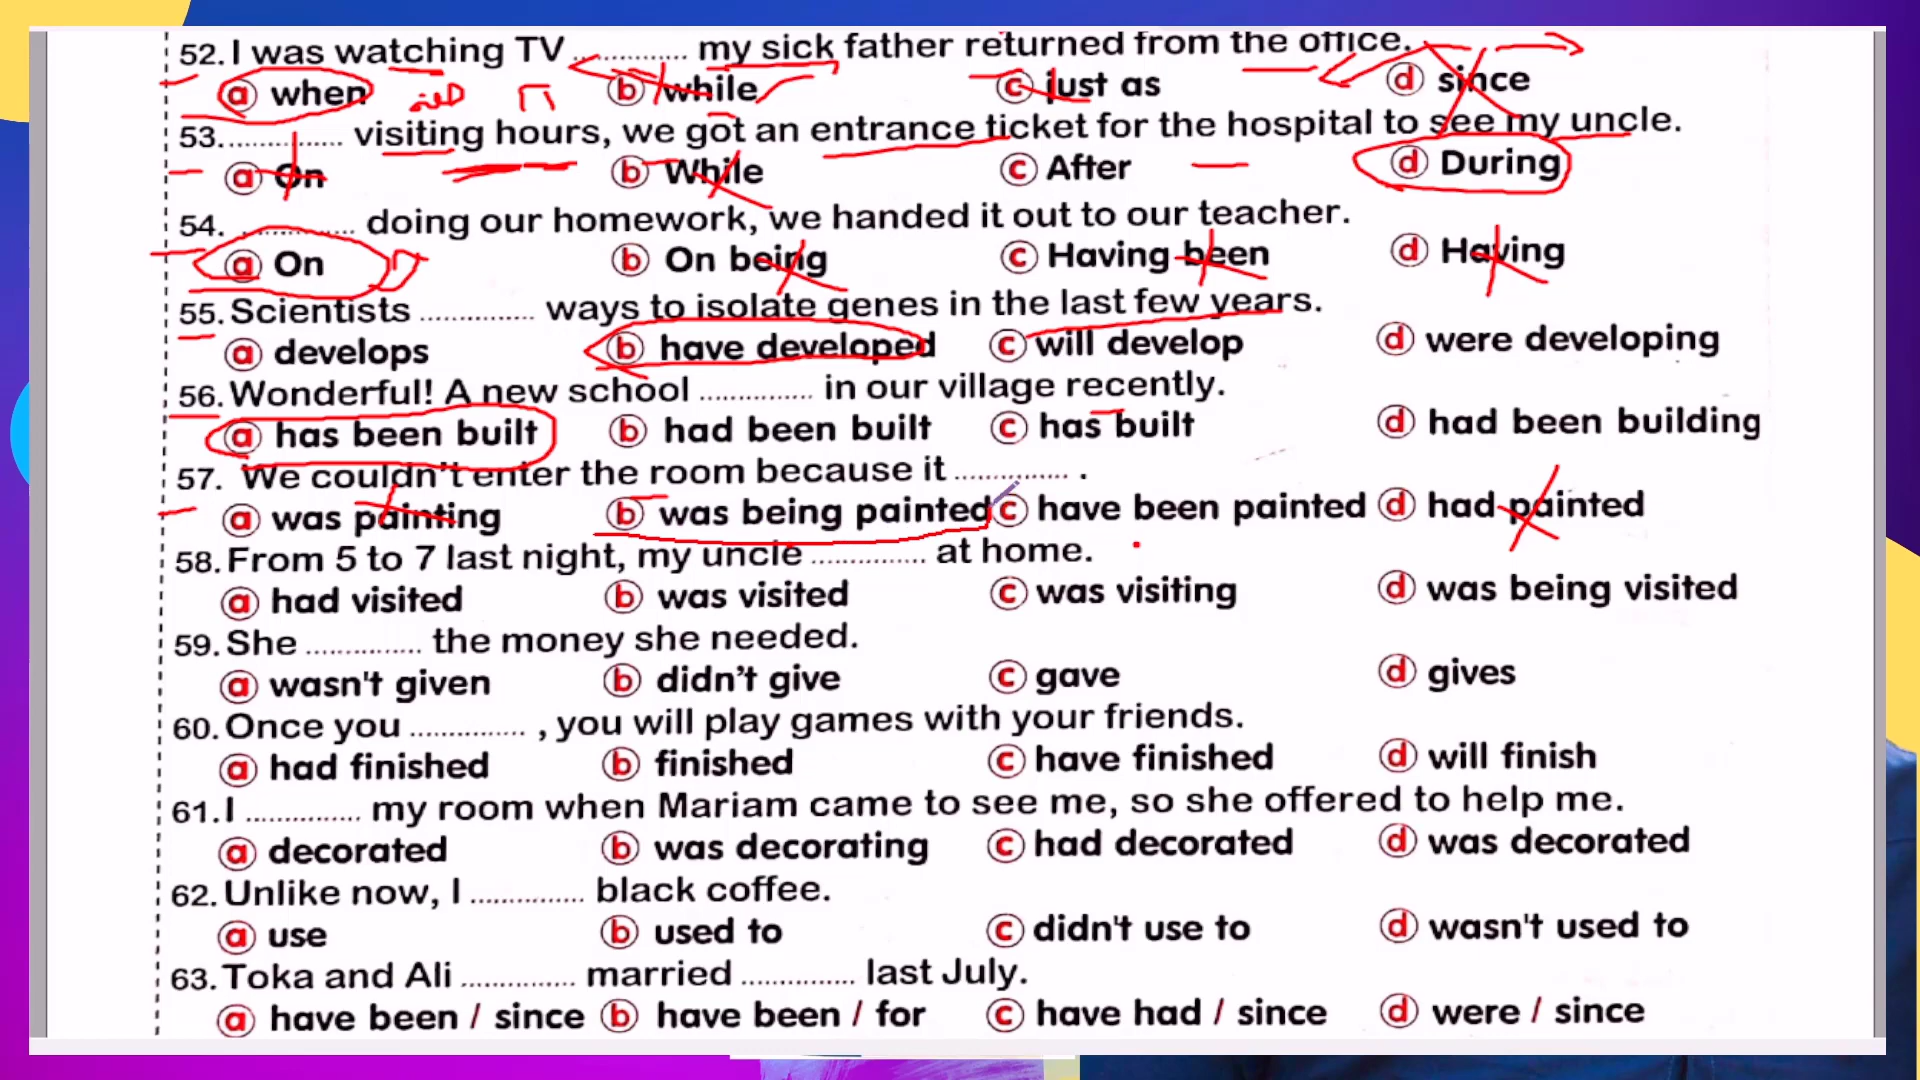 52. I was watching TV .............. my sick father returned from the office.
ⓐ when ⓑ while ⓒ just as ⓓ since
53. .............. visiting hours, we got an entrance ticket for the hospital to see my uncle.
ⓐ On ⓑ While ⓒ After ⓓ During
54. .............. doing our homework, we handed it out to our teacher.
ⓐ On ⓑ On being ⓒ Having been ⓓ Having
55. Scientists .............. ways to isolate genes in the last few years.
ⓐ develops ⓑ have developed ⓒ will develop ⓓ were developing
56. Wonderful! A new school .............. in our village recently.
ⓐ has been built ⓑ had been built ⓒ has built ⓓ had been building
57. We couldn't enter the room because it .............. .
ⓐ was painting ⓑ was being painted ⓒ have been painted ⓓ had painted
58. From 5 to 7 last night, my uncle .............. at home.
ⓐ had visited ⓑ was visited ⓒ was visiting ⓓ was being visited
59. She .............. the money she needed.
ⓐ wasn't given ⓑ didn't give ⓒ gave ⓓ gives
60. Once you .............. , you will play games with your friends.
ⓐ had finished ⓑ finished ⓒ have finished ⓓ will finish
61. I .............. my room when Mariam came to see me, so she offered to help me.
ⓐ decorated ⓑ was decorating ⓒ had decorated ⓓ was decorated
62. Unlike now, I .............. black coffee.
ⓐ use ⓑ used to ⓒ didn't use to ⓓ wasn't used to
63. Toka and Ali .............. married .............. last July.
ⓐ have been / since ⓑ have been / for ⓒ have had / since ⓓ were / since